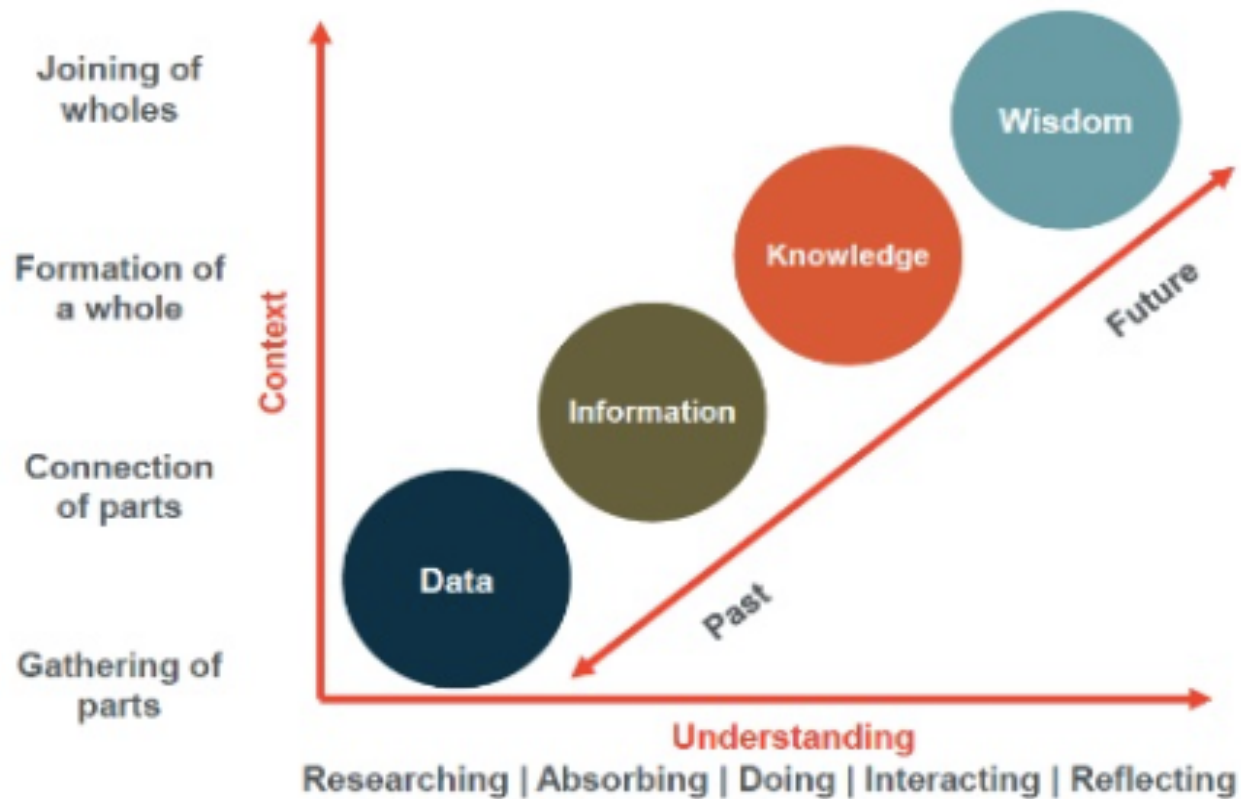 Joining of
wholes
Wisdom
Knowledge
Formation of
a whole
Future
Context
Information
Connection
of parts
Data
Past
Gathering of
parts
Understanding
Researching | Absorbing | Doing | Interacting | Reflecting